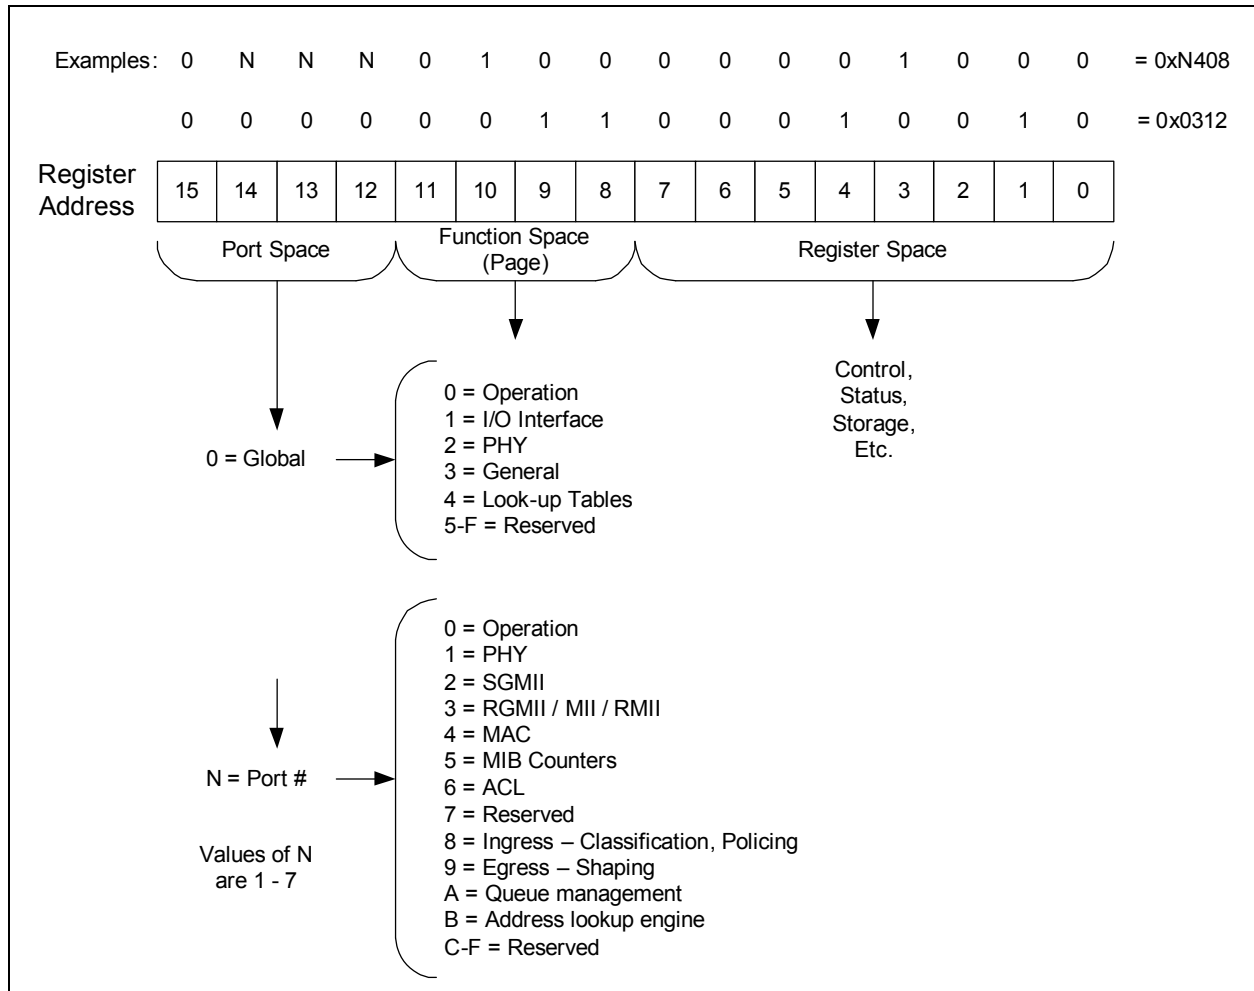 Examples: 0 N N N 0 1 0 0 0 0 0 0 1 0 0 0 = 0xN408
0 0 0 0 0 0 1 1 0 0 0 1 0 0 1 0 = 0x0312
Register
Address
15 14 13 12 11 10 9 8 7 6 5 4 3 2 1 0
Port Space
Function Space
(Page)
Register Space
Control,
Status,
Storage,
Etc.
0 = Global
0 = Operation
1 = I/O Interface
2 = PHY
3 = General
4 = Look-up Tables
5-F = Reserved
N = Port #
Values of N
are 1 - 7
0 = Operation
1 = PHY
2 = SGMII
3 = RGMII / MII / RMII
4 = MAC
5 = MIB Counters
6 = ACL
7 = Reserved
8 = Ingress – Classification, Policing
9 = Egress – Shaping
A = Queue management
B = Address lookup engine
C-F = Reserved